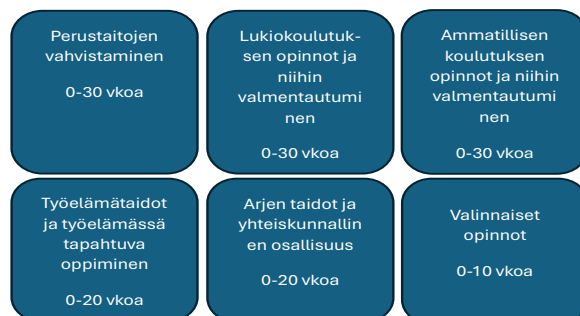 Perustaitojen
vahvistaminen
0-30 vkoa
Lukiokoulutuk-
sen opinnot ja
niihin
valmentautumi
nen
0-30 vkoa
Ammatillisen
koulutuksen
opinnot ja niihin
valmentautumi
nen
0-30 vkoa
Työelämätaidot
ja työelämässä
tapahtuva
oppiminen
0-20 vkoa
Arjen taidot ja
yhteiskunnallin
en osallisuus
0-20 vkoa
Valinnaiset
opinnot
0-10 vkoa